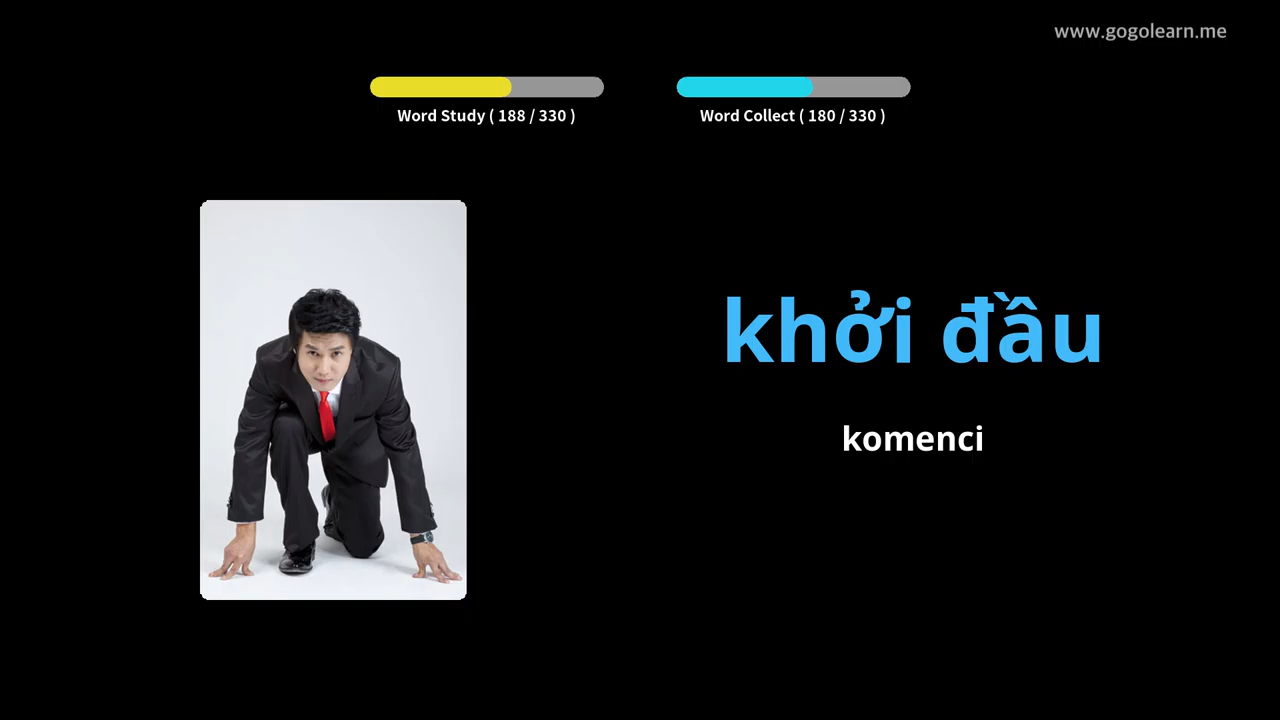 www.gogolearn.me
Word Study ( 188 / 330 )
Word Collect ( 180 / 330 )
khởi đầu
komenci